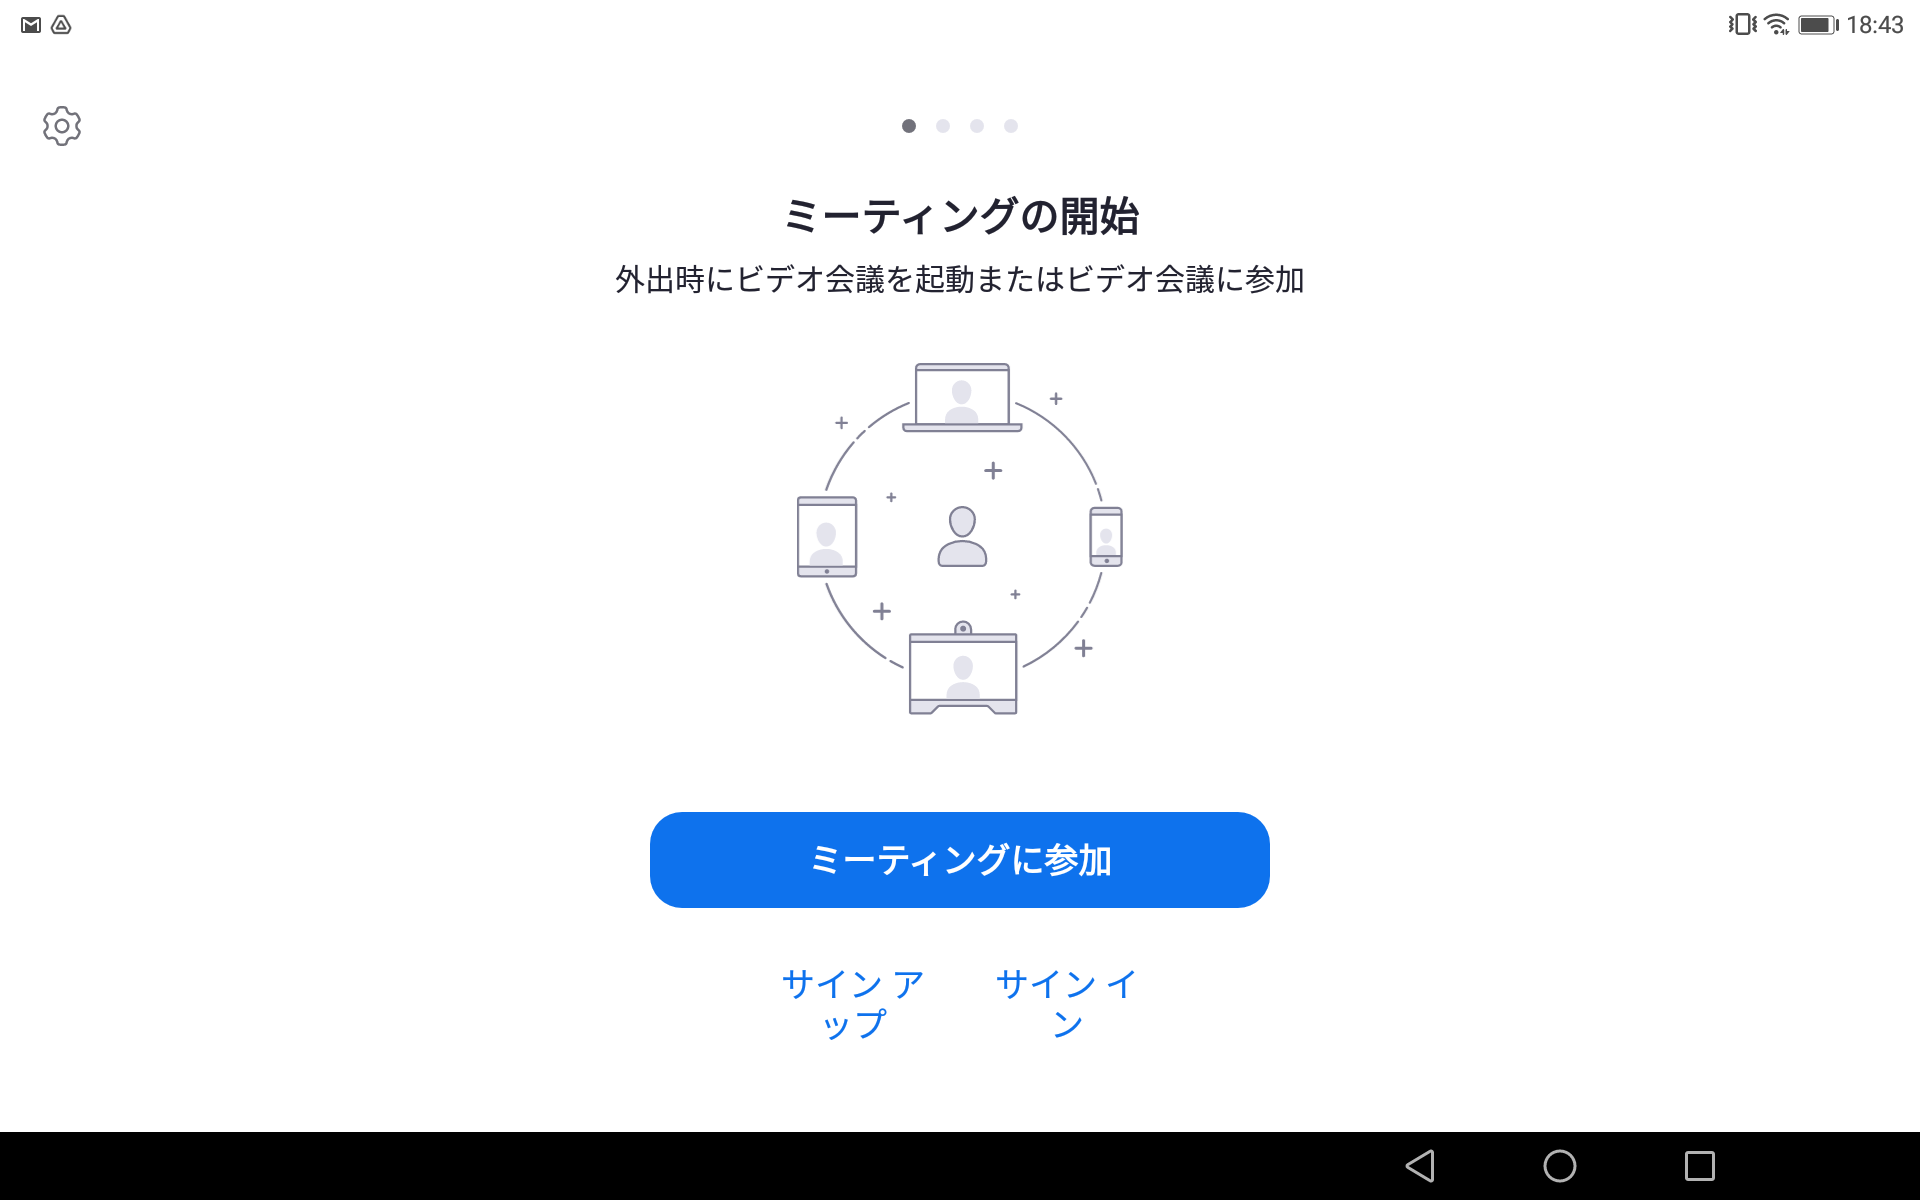 18:43
ミーティングの開始
外出時にビデオ会議を起動またはビデオ会議に参加
ミーティングに参加
サイン ア
ップ
サイン イ
ン